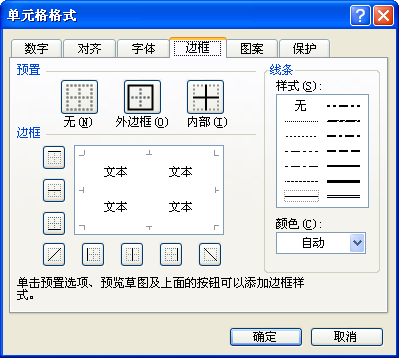 单元格格式
数字 对齐 字体 边框 图案 保护
预置 线条
无(N) 外边框(O) 内部(I)
样式(S):
无
边框
文本 文本
文本 文本
颜色(C):
自动
单击预置选项、预览草图及上面的按钮可以添加边框样
式。
确定 取消